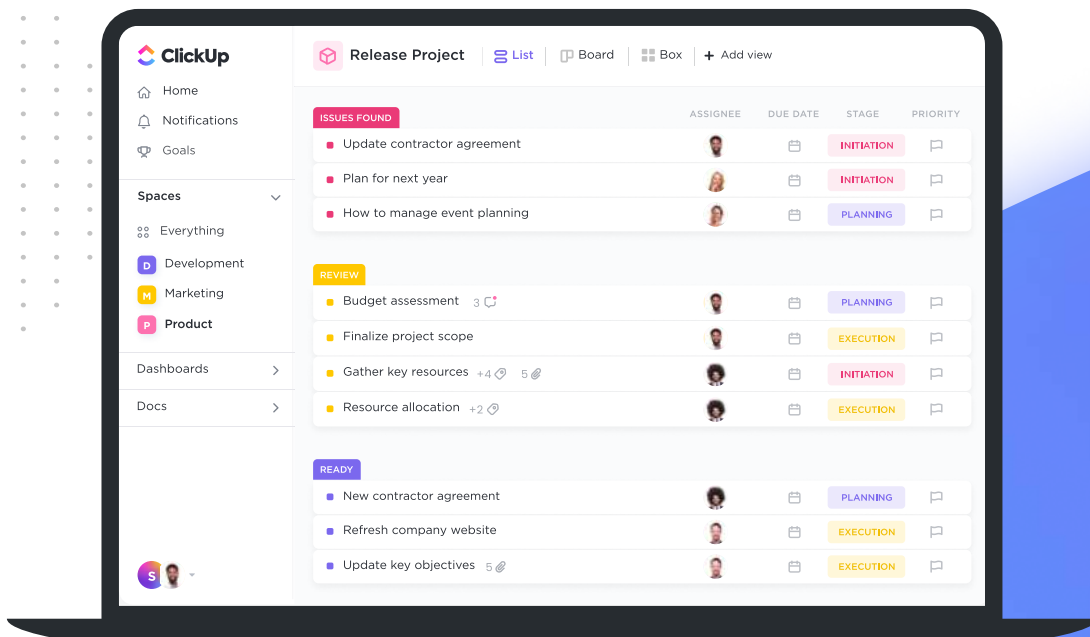 ClickUp
Home
Notifications
Goals
Spaces
Everything
D Development
M Marketing
P Product
Dashboards
Docs
S
Release Project List Board Box + Add view
ISSUES FOUND ASSIGNEE DUE DATE STAGE PRIORITY
Update contractor agreement INITIATION
Plan for next year INITIATION
How to manage event planning PLANNING
REVIEW
Budget assessment 3 PLANNING
Finalize project scope EXECUTION
Gather key resources +4 5 INITIATION
Resource allocation +2 EXECUTION
READY
New contractor agreement PLANNING
Refresh company website EXECUTION
Update key objectives 5 EXECUTION